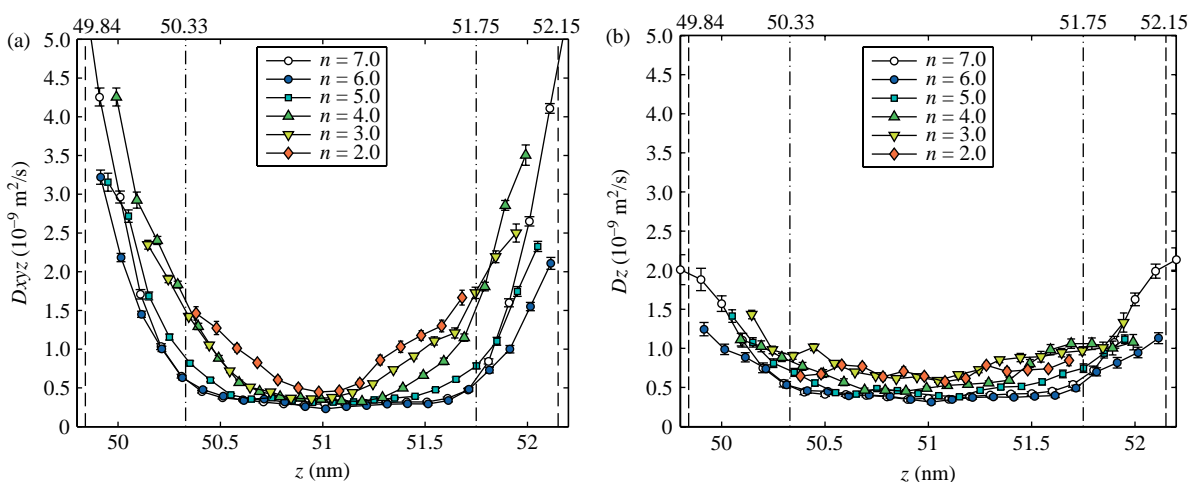 (a)
49.84 50.33 51.75 52.15
5.0
4.5
4.0
3.5
3.0
2.5
2.0
1.5
1.0
0.5
0
Dxyz (10⁻⁹ m²/s)
n = 7.0
n = 6.0
n = 5.0
n = 4.0
n = 3.0
n = 2.0
50 50.5 51 51.5 52
z (nm)
(b)
49.84 50.33 51.75 52.15
5.0
4.5
4.0
3.5
3.0
2.5
2.0
1.5
1.0
0.5
0
Dz (10⁻⁹ m²/s)
n = 7.0
n = 6.0
n = 5.0
n = 4.0
n = 3.0
n = 2.0
50 50.5 51 51.5 52
z (nm)